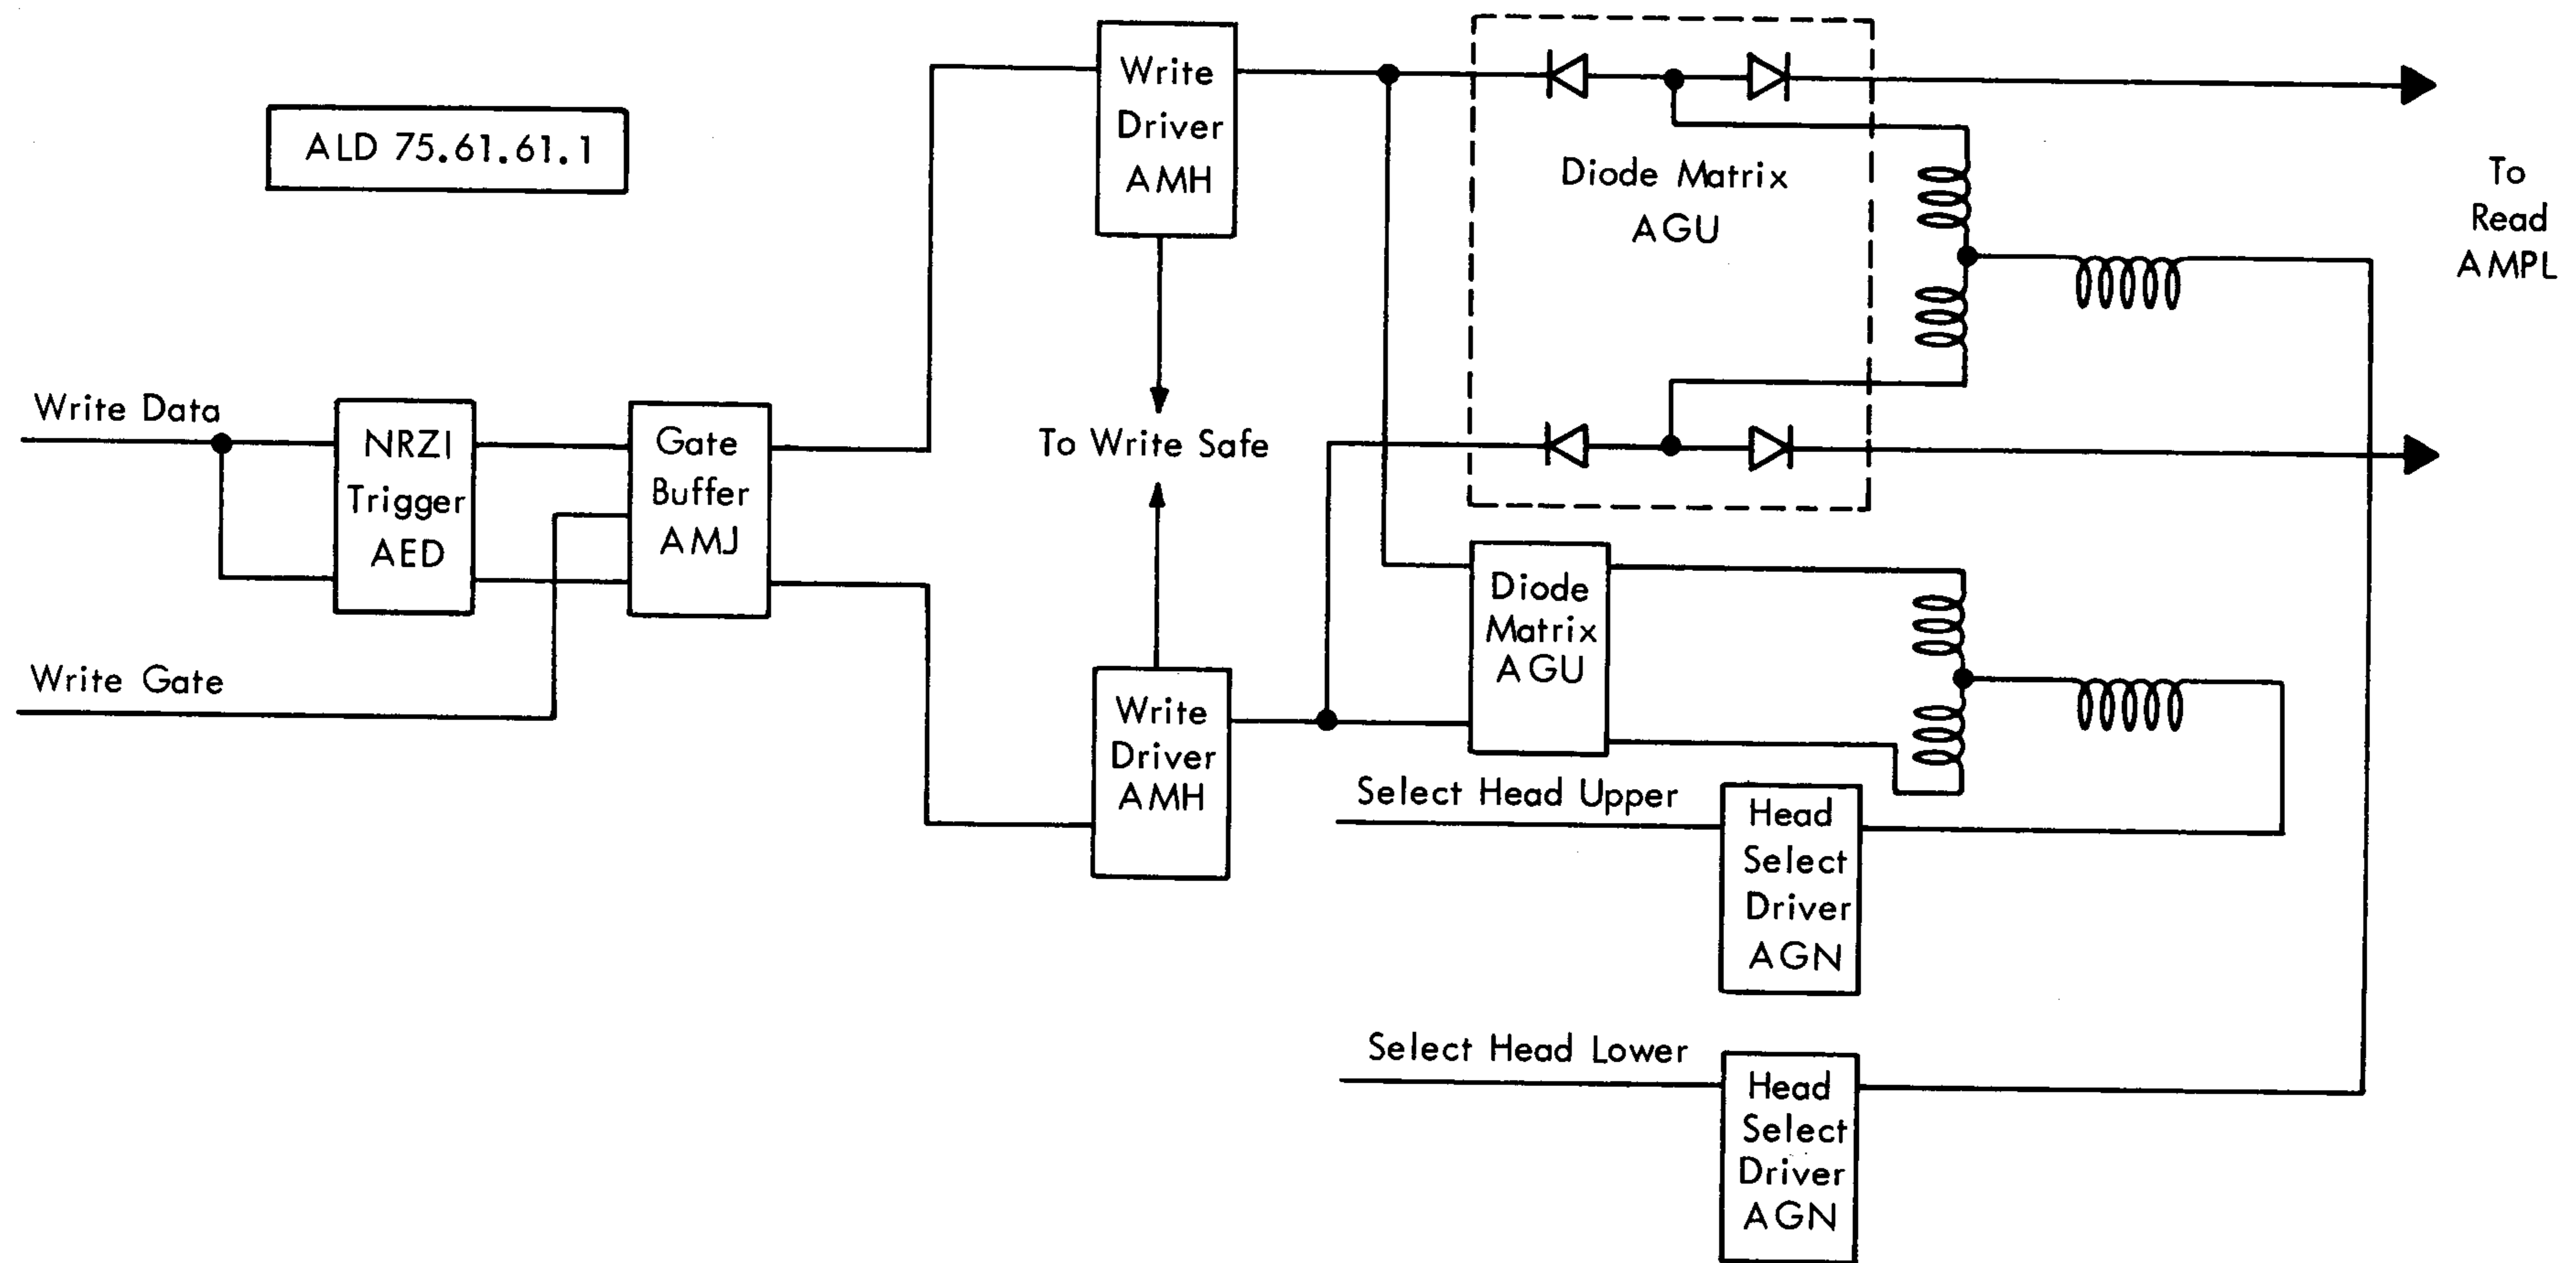 ALD 75.61.61.1
Write
Driver
AMH
Diode Matrix
AGU
To
Read
AMPL
Write Data
NRZI
Trigger
AED
Gate
Buffer
AMJ
To Write Safe
Write Gate
Write
Driver
AMH
Diode
Matrix
AGU
Select Head Upper
Head
Select
Driver
AGN
Select Head Lower
Head
Select
Driver
AGN